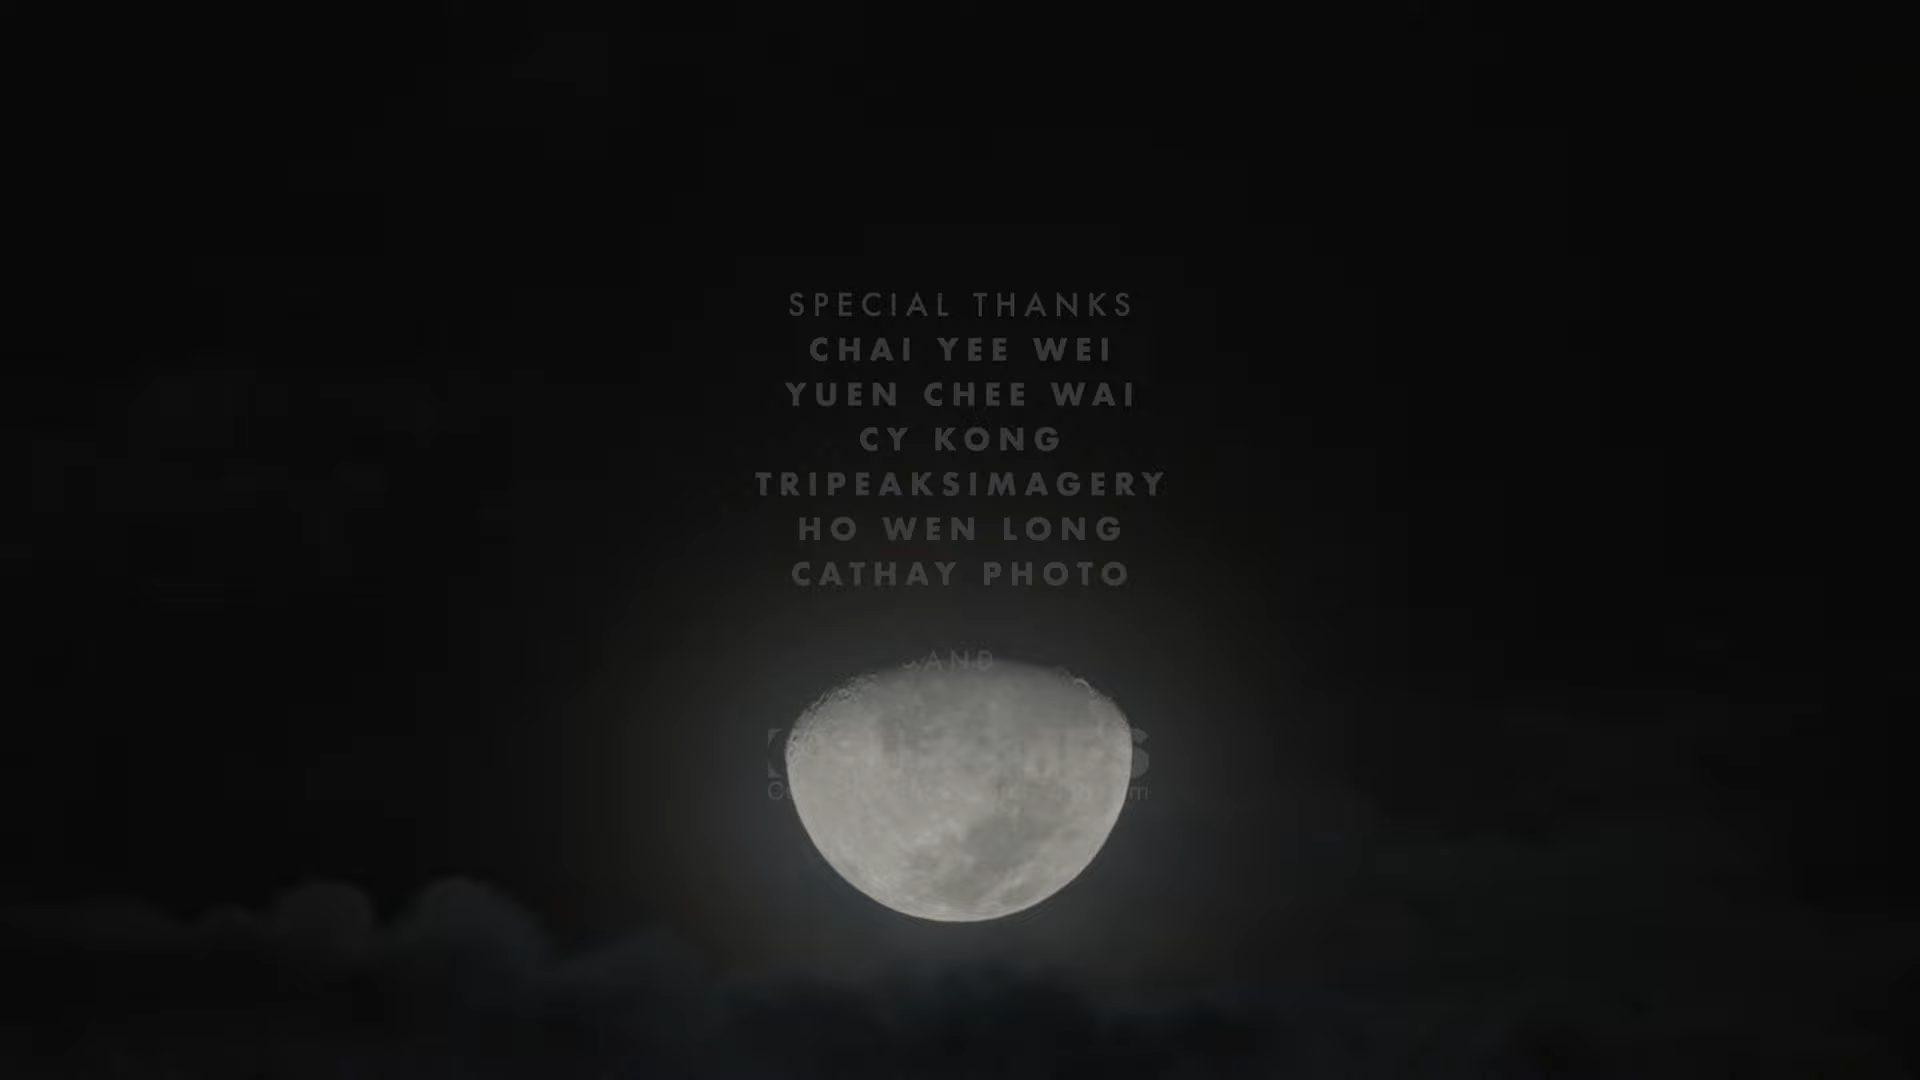 SPECIAL THANKS
CHAI YEE WEI
YUEN CHEE WAI
CY KONG
TRIPEAKSIMAGERY
HO WEN LONG
CATHAY PHOTO
AND